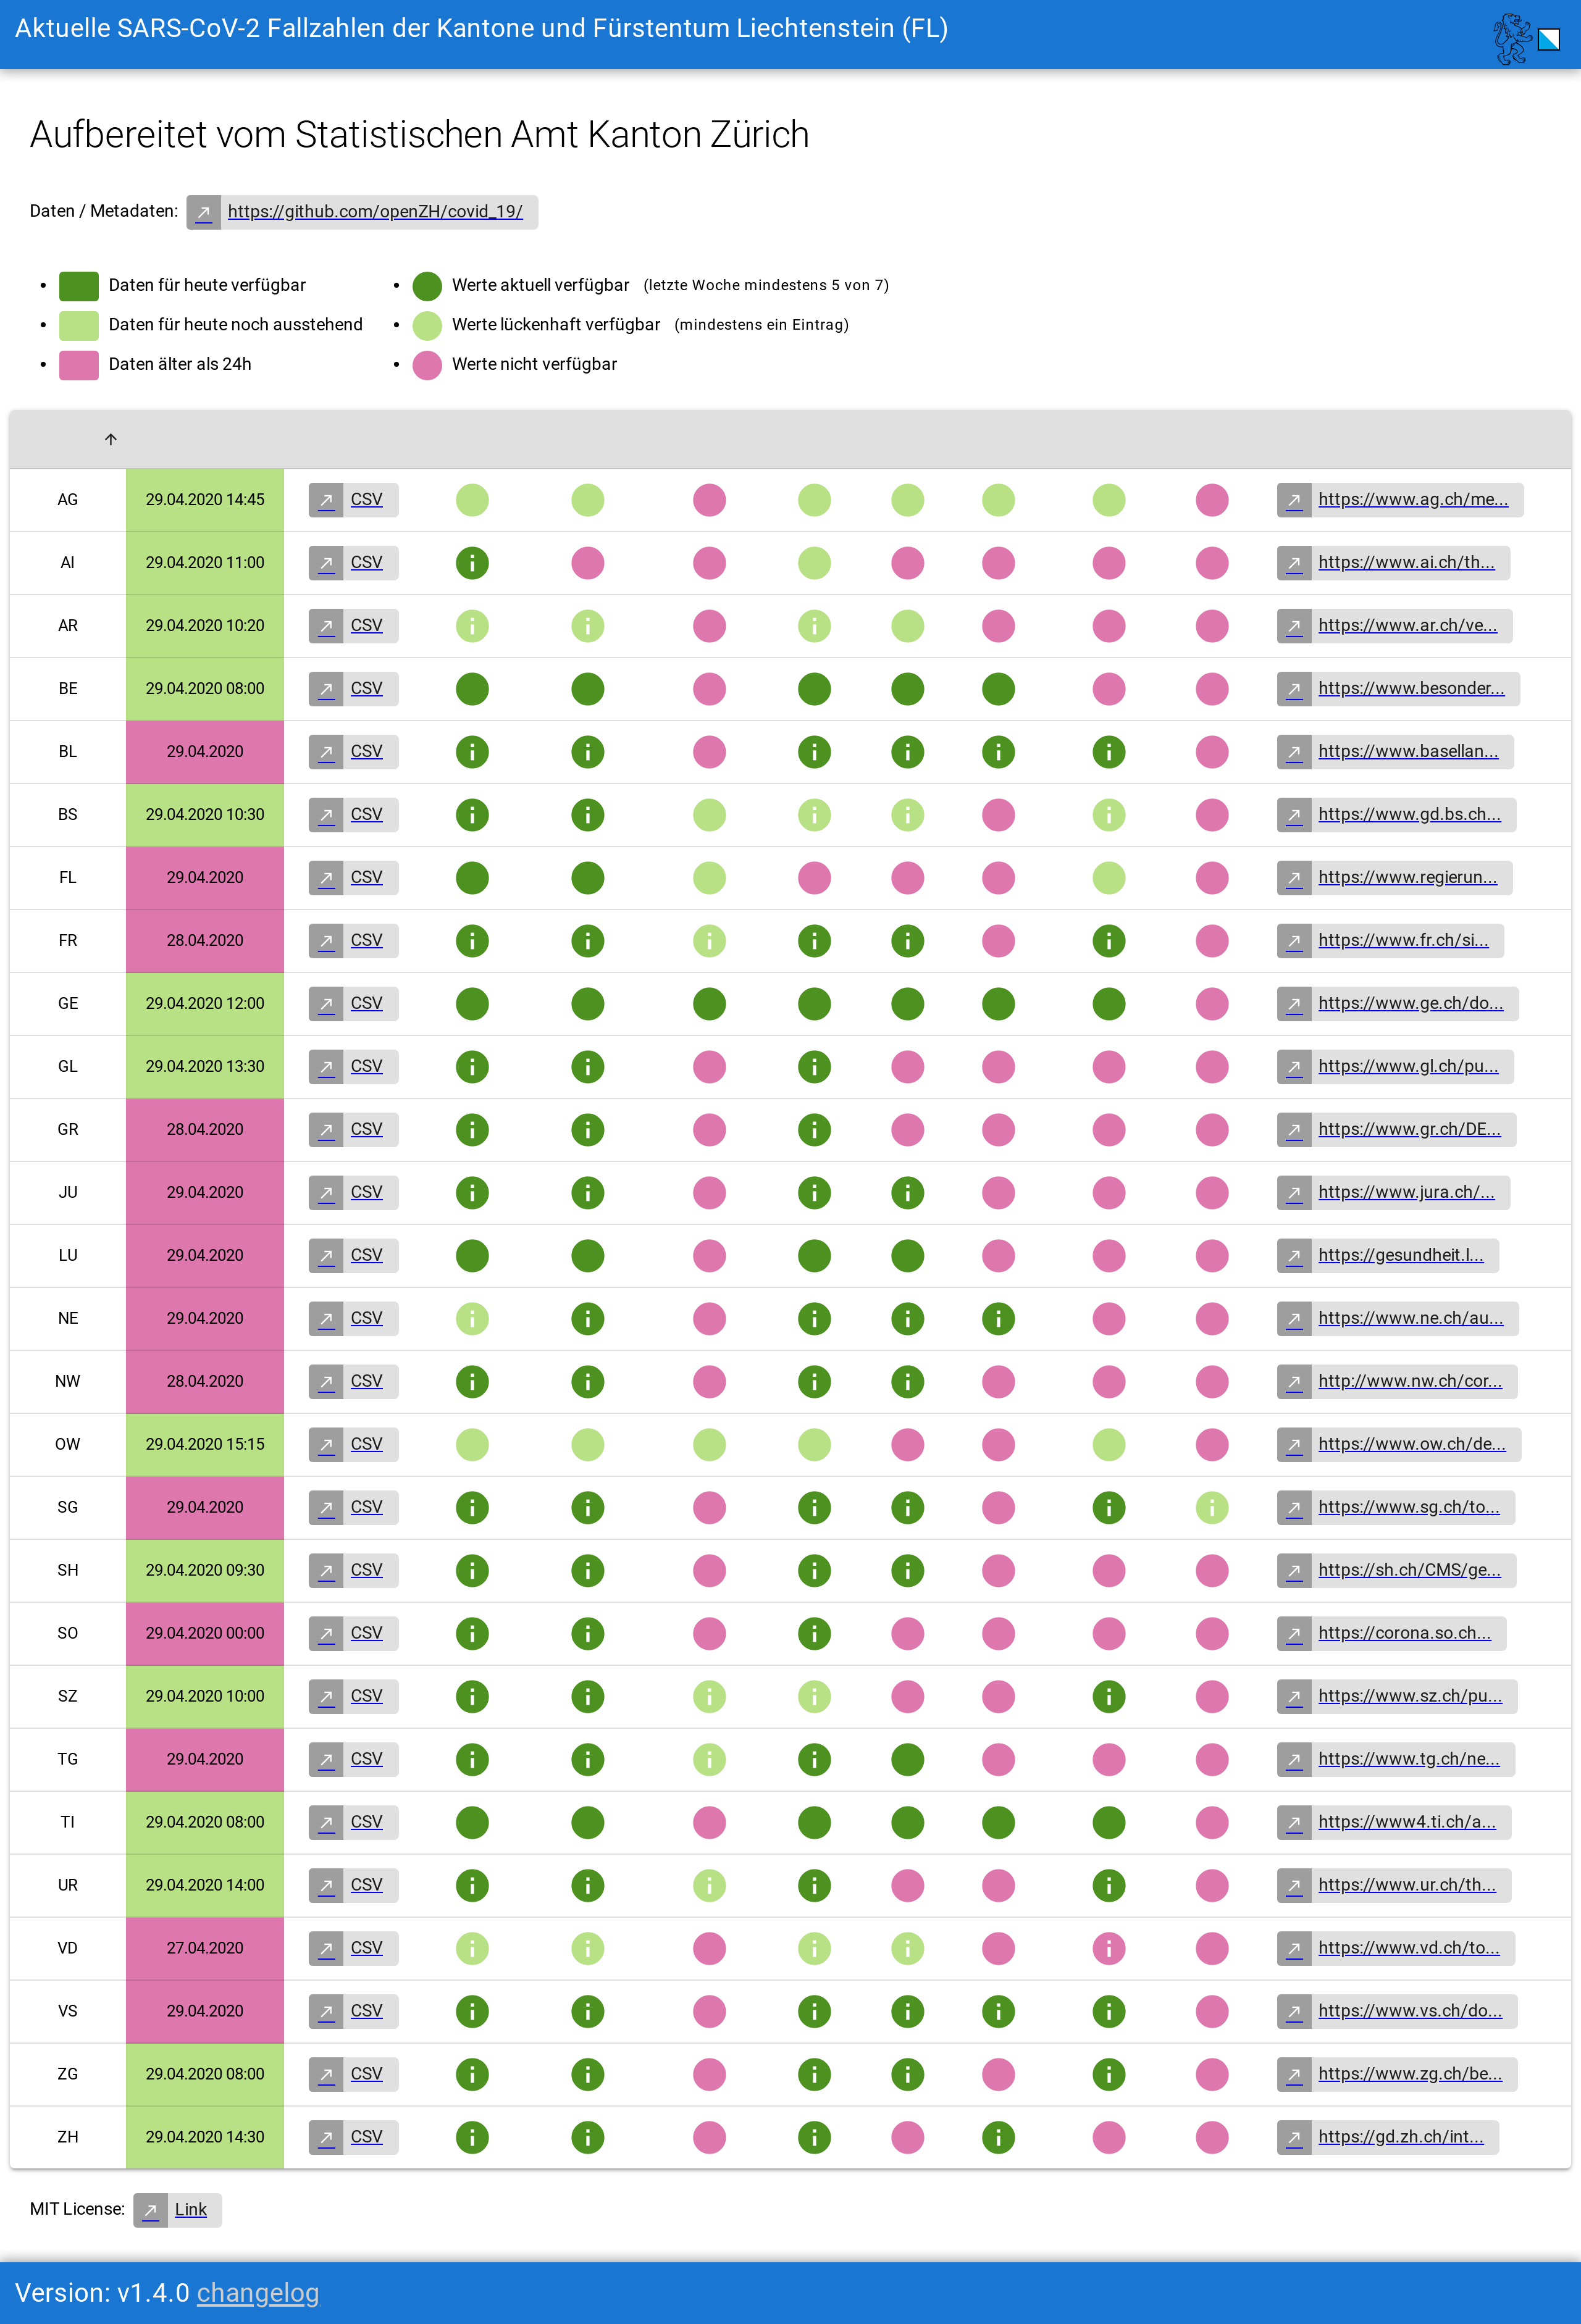 Aktuelle SARS-CoV-2 Fallzahlen der Kantone und Fürstentum Liechtenstein (FL)
Aufbereitet vom Statistischen Amt Kanton Zürich
Daten / Metadaten: https://github.com/openZH/covid_19/
Daten für heute verfügbar
Daten für heute noch ausstehend
Daten älter als 24h
Werte aktuell verfügbar (letzte Woche mindestens 5 von 7)
Werte lückenhaft verfügbar (mindestens ein Eintrag)
Werte nicht verfügbar
AG 29.04.2020 14:45 CSV https://www.ag.ch/me...
AI 29.04.2020 11:00 CSV https://www.ai.ch/th...
AR 29.04.2020 10:20 CSV https://www.ar.ch/ve...
BE 29.04.2020 08:00 CSV https://www.besonder...
BL 29.04.2020 CSV https://www.basellan...
BS 29.04.2020 10:30 CSV https://www.gd.bs.ch...
FL 29.04.2020 CSV https://www.regierun...
FR 28.04.2020 CSV https://www.fr.ch/si...
GE 29.04.2020 12:00 CSV https://www.ge.ch/do...
GL 29.04.2020 13:30 CSV https://www.gl.ch/pu...
GR 28.04.2020 CSV https://www.gr.ch/DE...
JU 29.04.2020 CSV https://www.jura.ch/...
LU 29.04.2020 CSV https://gesundheit.l...
NE 29.04.2020 CSV https://www.ne.ch/au...
NW 28.04.2020 CSV http://www.nw.ch/cor...
OW 29.04.2020 15:15 CSV https://www.ow.ch/de...
SG 29.04.2020 CSV https://www.sg.ch/to...
SH 29.04.2020 09:30 CSV https://sh.ch/CMS/ge...
SO 29.04.2020 00:00 CSV https://corona.so.ch...
SZ 29.04.2020 10:00 CSV https://www.sz.ch/pu...
TG 29.04.2020 CSV https://www.tg.ch/ne...
TI 29.04.2020 08:00 CSV https://www4.ti.ch/a...
UR 29.04.2020 14:00 CSV https://www.ur.ch/th...
VD 27.04.2020 CSV https://www.vd.ch/to...
VS 29.04.2020 CSV https://www.vs.ch/do...
ZG 29.04.2020 08:00 CSV https://www.zg.ch/be...
ZH 29.04.2020 14:30 CSV https://gd.zh.ch/int...
MIT License: Link
Version: v1.4.0 changelog